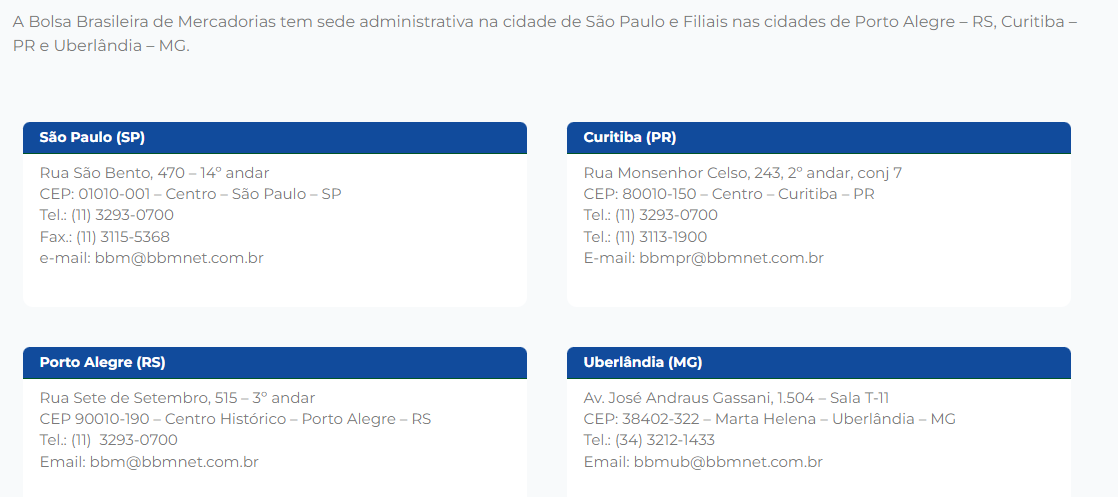 A Bolsa Brasileira de Mercadorias tem sede administrativa na cidade de São Paulo e Filiais nas cidades de Porto Alegre – RS, Curitiba –
PR e Uberlândia – MG.
São Paulo (SP)
Rua São Bento, 470 – 14º andar
CEP: 01010-001 – Centro – São Paulo – SP
Tel.: (11) 3293-0700
Fax.: (11) 3115-5368
e-mail: bbm@bbmnet.com.br
Curitiba (PR)
Rua Monsenhor Celso, 243, 2º andar, conj 7
CEP: 80010-150 – Centro – Curitiba – PR
Tel.: (11) 3293-0700
Tel.: (11) 3113-1900
E-mail: bbmpr@bbmnet.com.br
Porto Alegre (RS)
Rua Sete de Setembro, 515 – 3º andar
CEP 90010-190 – Centro Histórico – Porto Alegre – RS
Tel.: (11)  3293-0700
Email: bbm@bbmnet.com.br
Uberlândia (MG)
Av. José Andraus Gassani, 1.504 – Sala T-11
CEP: 38402-322 – Marta Helena – Uberlândia – MG
Tel.: (34) 3212-1433
Email: bbmub@bbmnet.com.br